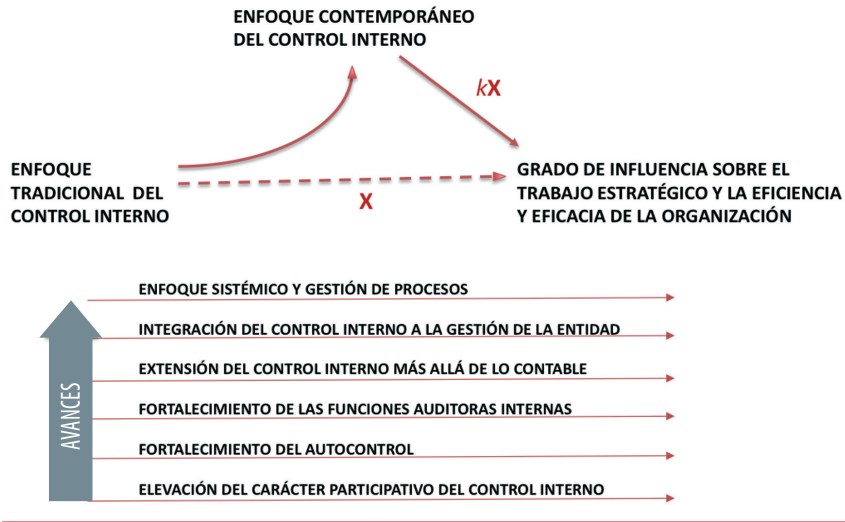 ENFOQUE CONTEMPORÁNEO
DEL CONTROL INTERNO
kX
ENFOQUE
TRADICIONAL DEL
CONTROL INTERNO
X
GRADO DE INFLUENCIA SOBRE EL
TRABAJO ESTRATÉGICO Y LA EFICIENCIA
Y EFICACIA DE LA ORGANIZACIÓN
AVANCES
ENFOQUE SISTÉMICO Y GESTIÓN DE PROCESOS
INTEGRACIÓN DEL CONTROL INTERNO A LA GESTIÓN DE LA ENTIDAD
EXTENSIÓN DEL CONTROL INTERNO MÁS ALLÁ DE LO CONTABLE
FORTALECIMIENTO DE LAS FUNCIONES AUDITORAS INTERNAS
FORTALECIMIENTO DEL AUTOCONTROL
ELEVACIÓN DEL CARÁCTER PARTICIPATIVO DEL CONTROL INTERNO